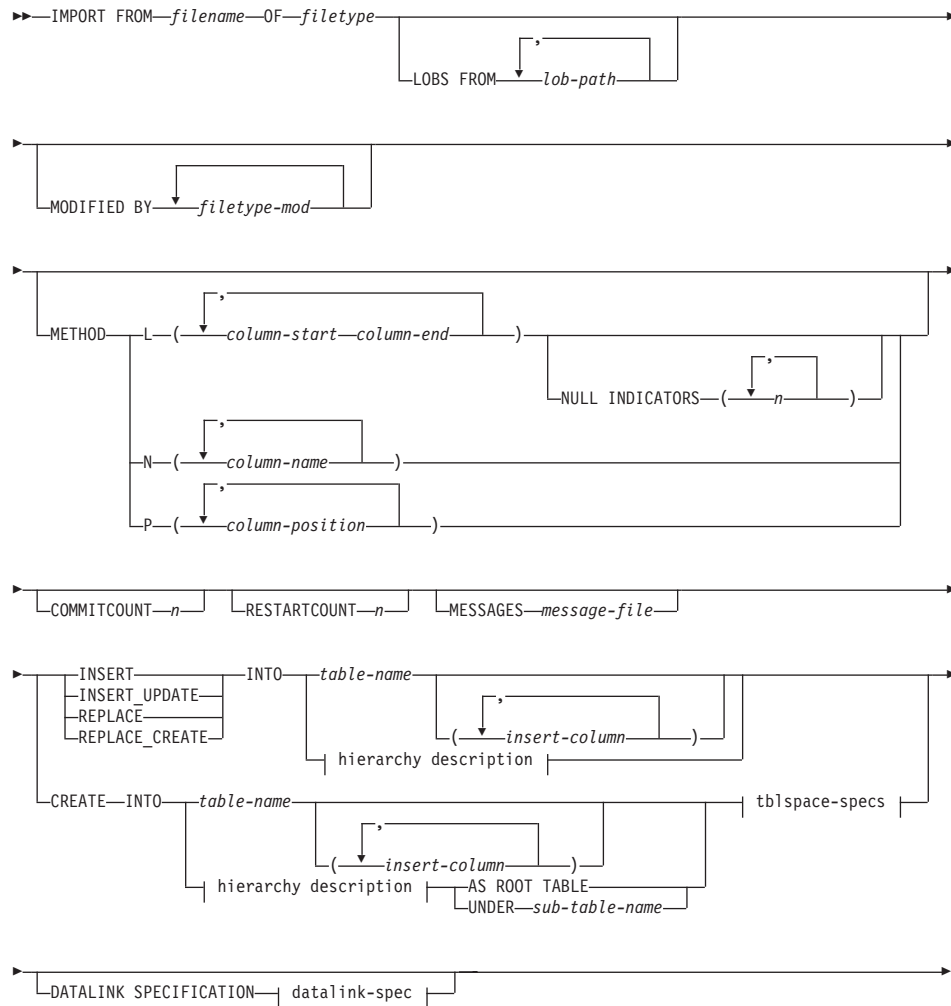 IMPORT FROM filename OF filetype
,
LOBS FROM lob-path
MODIFIED BY filetype-mod
,
METHOD L ( column-start column-end )
,
NULL INDICATORS ( n )
,
N ( column-name )
,
P ( column-position )
COMMITCOUNT n RESTARTCOUNT n MESSAGES message-file
INSERT INTO table-name
INSERT_UPDATE ,
REPLACE ( insert-column )
REPLACE_CREATE hierarchy description
CREATE INTO table-name tblspace-specs
,
( insert-column )
hierarchy description AS ROOT TABLE
UNDER sub-table-name
DATALINK SPECIFICATION datalink-spec